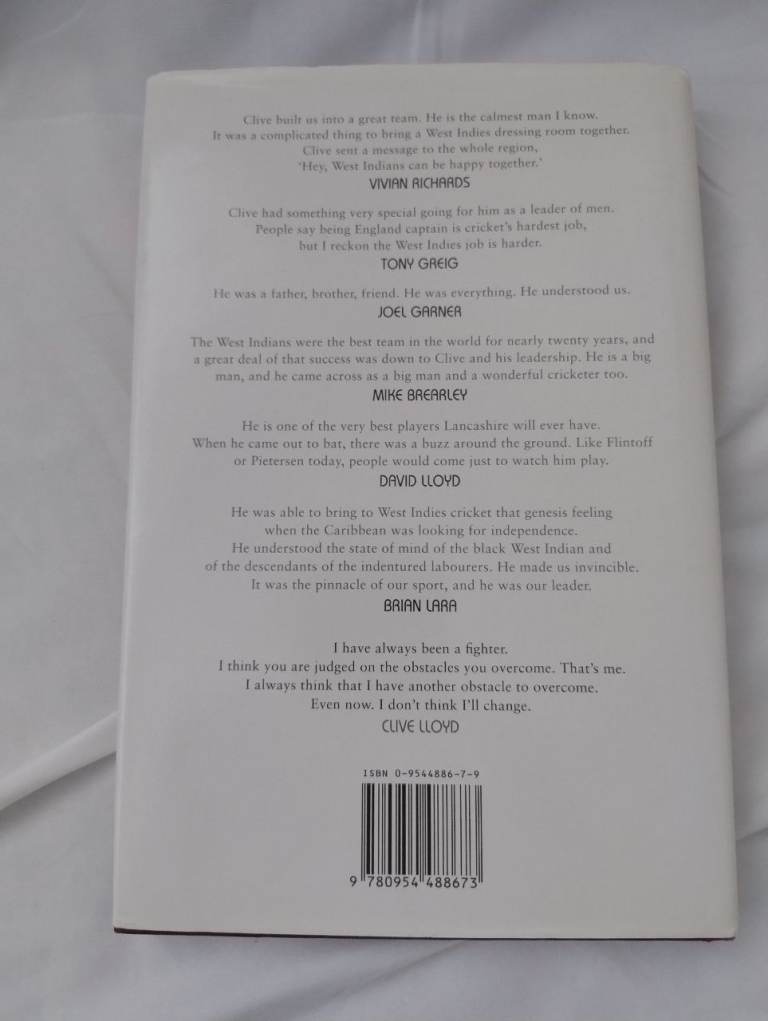 Clive built us into a great team. He is the calmest man I know.
It was a complicated thing to bring a West Indies dressing room together.
Clive sent a message to the whole region,
'Hey, West Indians can be happy together.'
VIVIAN RICHARDS
Clive had something very special going for him as a leader of men.
People say being England captain is cricket's hardest job,
but I reckon the West Indies job is harder.
TONY GREIG
He was a father, brother, friend. He was everything. He understood us.
JOEL GARNER
The West Indians were the best team in the world for nearly twenty years, and
a great deal of that success was down to Clive and his leadership. He is a big
man, and he came across as a big man and a wonderful cricketer too.
MIKE BREARLEY
He is one of the very best players Lancashire will ever have.
When he came out to bat, there was a buzz around the ground. Like Flintoff
or Pietersen today, people would come just to watch him play.
DAVID LLOYD
He was able to bring to West Indies cricket that genesis feeling
when the Caribbean was looking for independence.
He understood the state of mind of the black West Indian and
of the descendants of the indentured labourers. He made us invincible.
It was the pinnacle of our sport, and he was our leader.
BRIAN LARA
I have always been a fighter.
I think you are judged on the obstacles you overcome. That's me.
I always think that I have another obstacle to overcome.
Even now. I don't think I'll change.
CLIVE LLOYD
ISBN 0-9544886-7-9
9 780954 488673